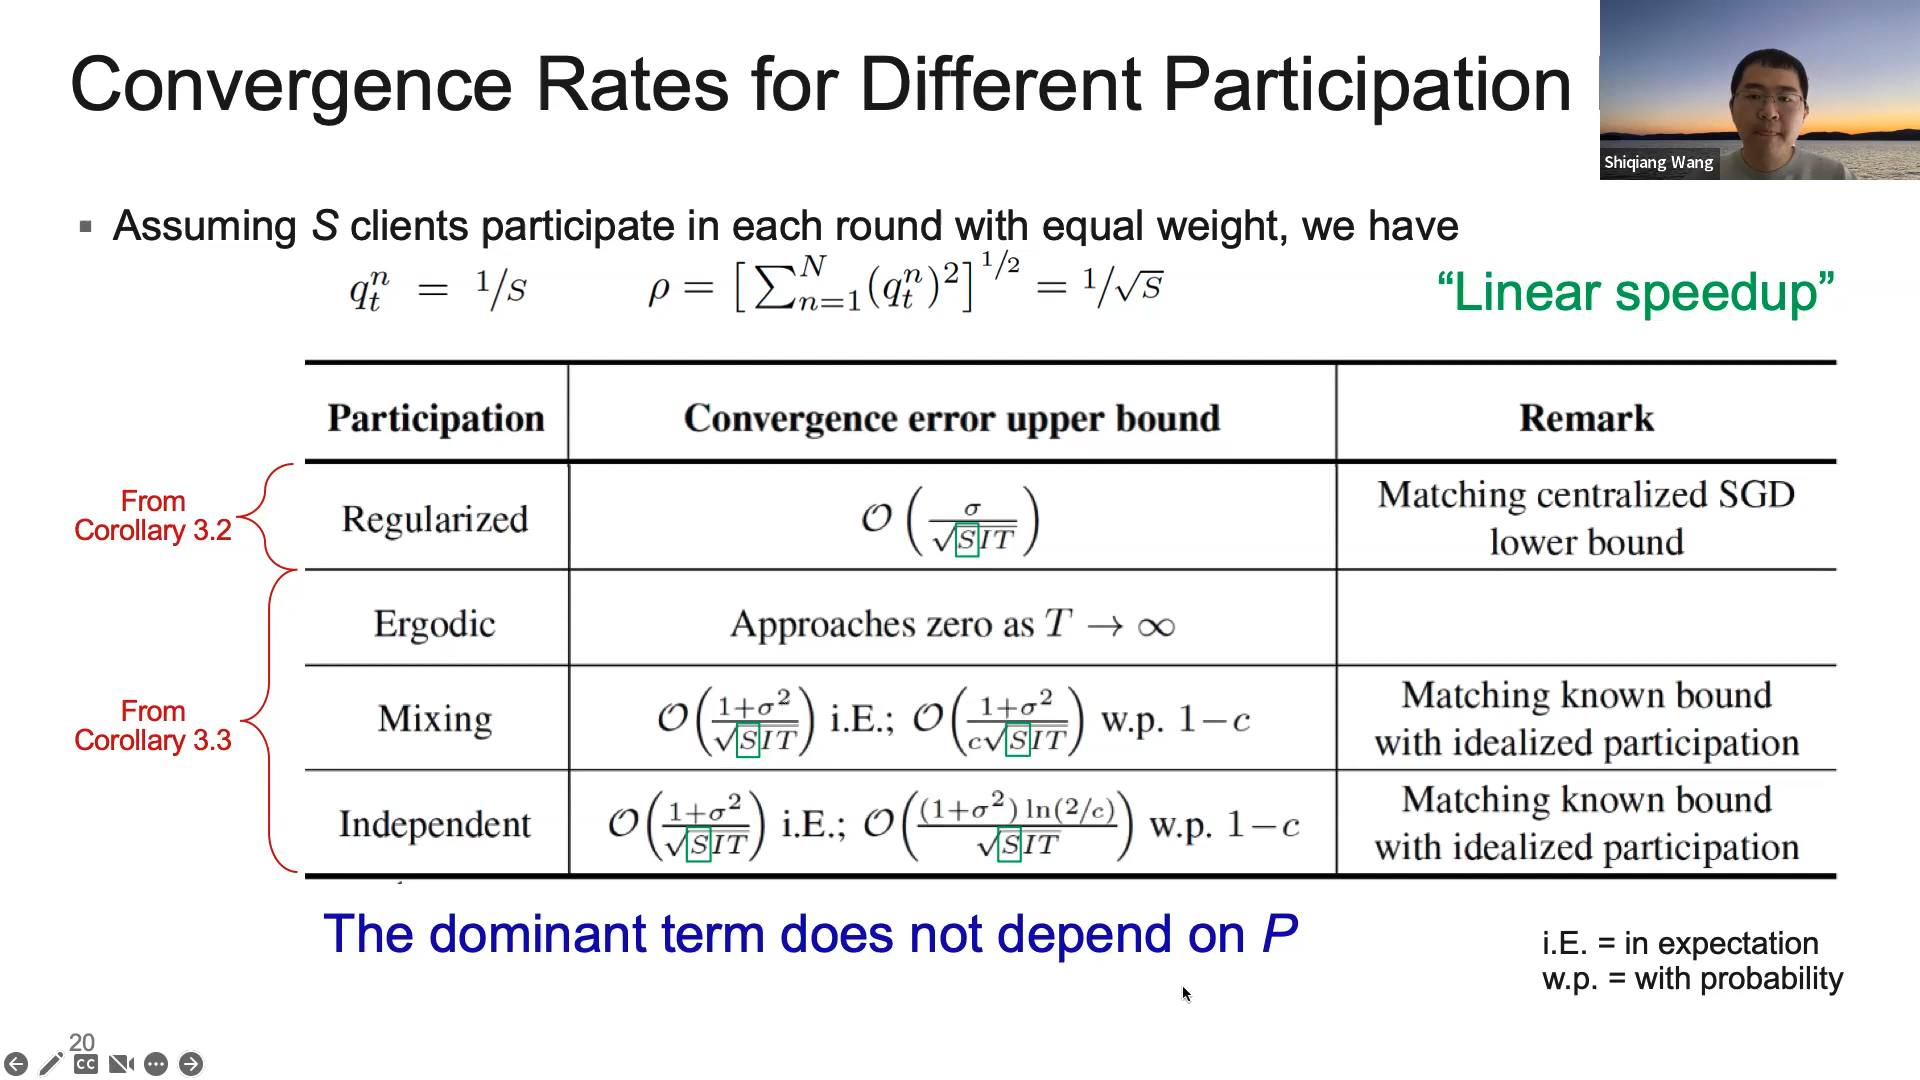 Convergence Rates for Different Participation
Shiqiang Wang
▪ Assuming S clients participate in each round with equal weight, we have
q_t^n = 1/S    ρ = [∑_{n=1}^N (q_t^n)^2]^{1/2} = 1/√S
“Linear speedup”
Participation | Convergence error upper bound | Remark
From
Corollary 3.2
Regularized | O(σ/√(SIT)) | Matching centralized SGD
lower bound
Ergodic | Approaches zero as T → ∞
From
Corollary 3.3
Mixing | O((1+σ^2)/√(SIT)) i.E.; O((1+σ^2)/(c√(SIT))) w.p. 1−c | Matching known bound
with idealized participation
Independent | O((1+σ^2)/√(SIT)) i.E.; O((1+σ^2) ln(2/c)/√(SIT)) w.p. 1−c | Matching known bound
with idealized participation
The dominant term does not depend on P
i.E. = in expectation
w.p. = with probability
20
CC